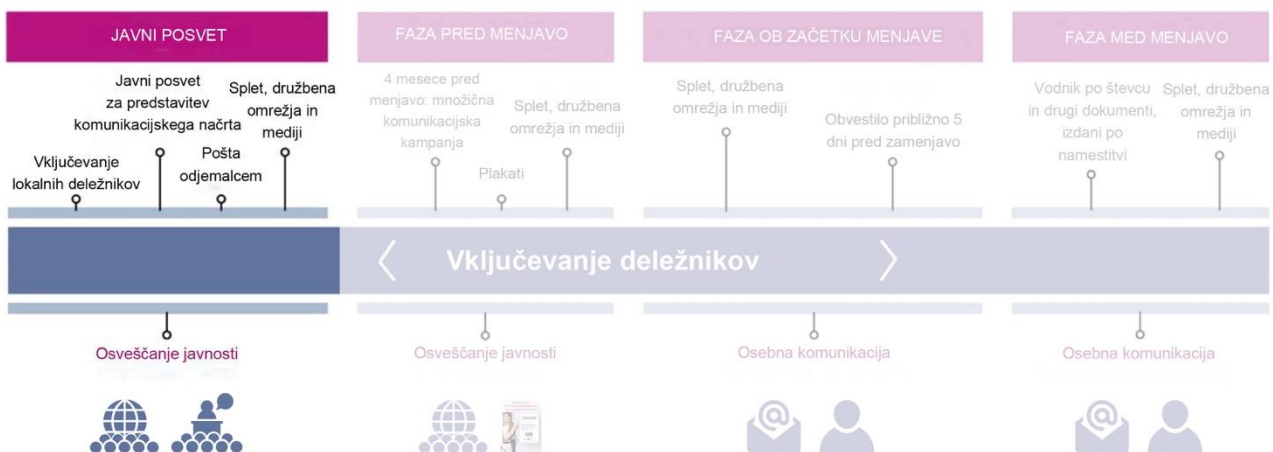 JAVNI POSVET
Javni posvet
za predstavitev
komunikacijskega načrta
Splet, družbena
omrežja in
mediji
Vključevanje
lokalnih deležnikov
Pošta
odjemalcem
FAZA PRED MENJAVO
4 mesece pred
menjavo: množična
komunikacijska
kampanja
Splet, družbena
omrežja in mediji
Plakati
FAZA OB ZAČETKU MENJAVE
Splet, družbena
omrežja in mediji
Obvestilo približno 5
dni pred zamenjavo
FAZA MED MENJAVO
Vodnik po števcu
in drugi dokumenti,
izdani po
namestitvi
Splet, družbena
omrežja in
mediji
Vključevanje deležnikov
Osveščanje javnosti
Osveščanje javnosti
Osebna komunikacija
Osebna komunikacija